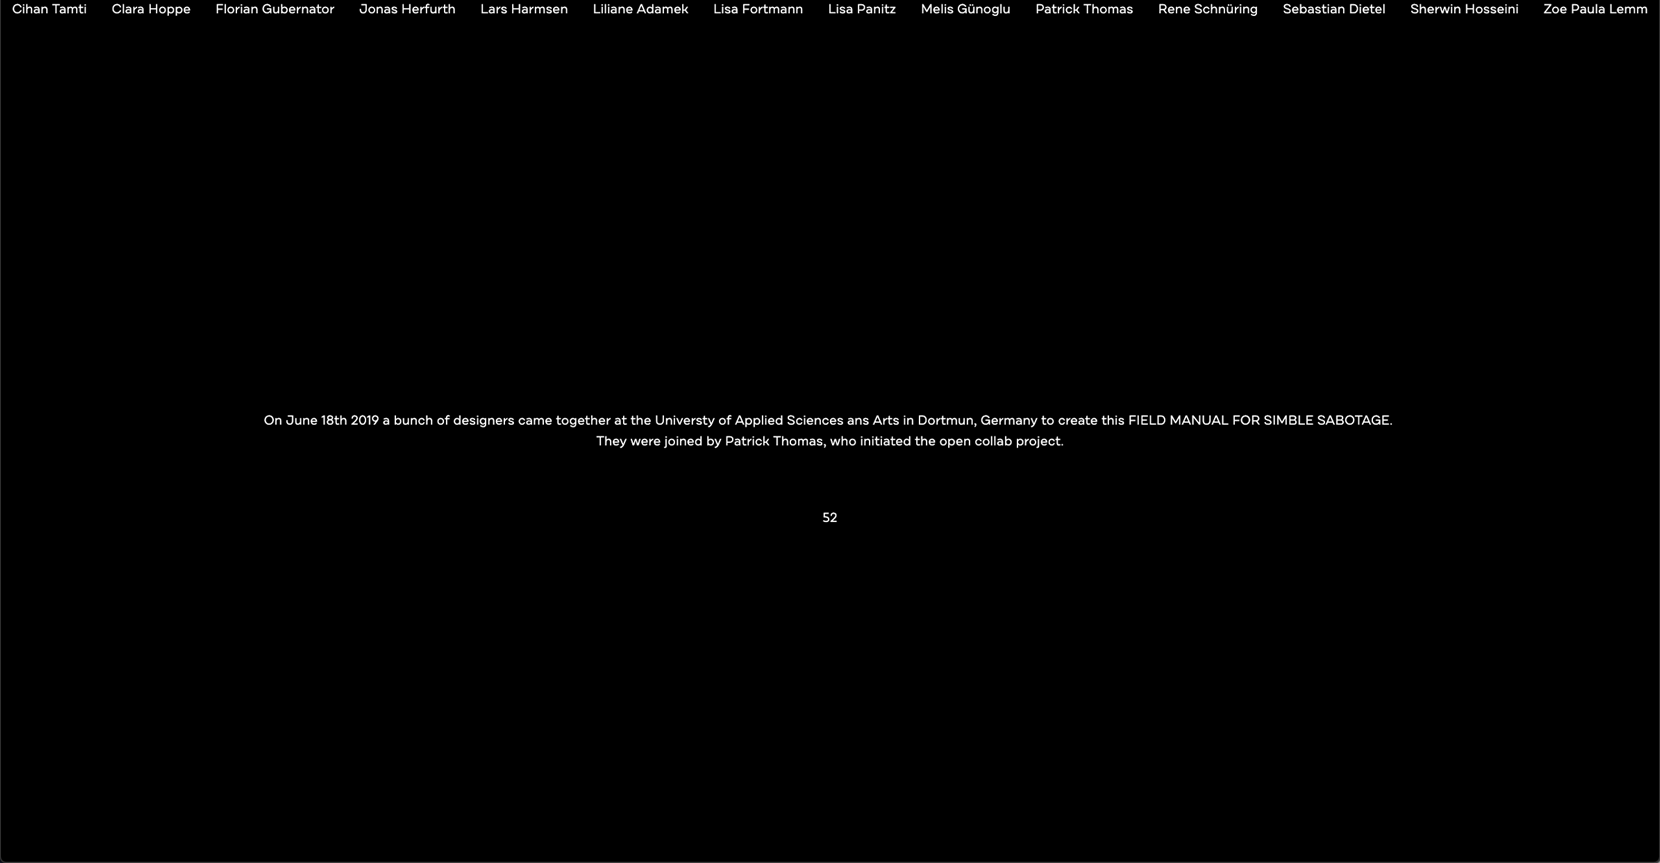 Cihan Tamti Clara Hoppe Florian Gubernator Jonas Herfurth Lars Harmsen Liliane Adamek Lisa Fortmann Lisa Panitz Melis Günoglu Patrick Thomas Rene Schnüring Sebastian Dietel Sherwin Hosseini Zoe Paula Lemm
On June 18th 2019 a bunch of designers came together at the Universty of Applied Sciences ans Arts in Dortmun, Germany to create this FIELD MANUAL FOR SIMBLE SABOTAGE.
They were joined by Patrick Thomas, who initiated the open collab project.
52